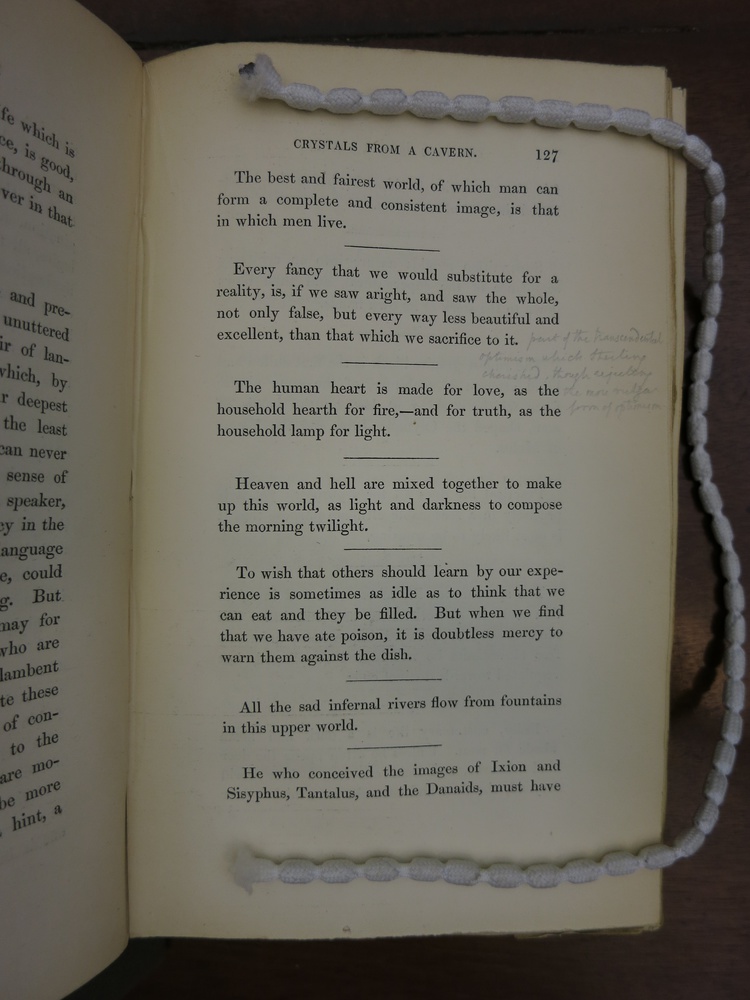 fe which is
ce, is good,
through an
ver in that
and pre-
unuttered
ir of lan-
which, by
r deepest
the least
can never
sense of
speaker,
cy in the
anguage
e, could
g. But
may for
who are
lambent
te these
of con-
to the
are mo-
be more
hint, a
CRYSTALS FROM A CAVERN. 127
The best and fairest world, of which man can
form a complete and consistent image, is that
in which men live.
Every fancy that we would substitute for a
reality, is, if we saw aright, and saw the whole,
not only false, but every way less beautiful and
excellent, than that which we sacrifice to it.
part of the transcendental
optimism which Sterling
cherished, though
the more
form of optimism
The human heart is made for love, as the
household hearth for fire,—and for truth, as the
household lamp for light.
Heaven and hell are mixed together to make
up this world, as light and darkness to compose
the morning twilight.
To wish that others should learn by our expe-
rience is sometimes as idle as to think that we
can eat and they be filled. But when we find
that we have ate poison, it is doubtless mercy to
warn them against the dish.
All the sad infernal rivers flow from fountains
in this upper world.
He who conceived the images of Ixion and
Sisyphus, Tantalus, and the Danaids, must have